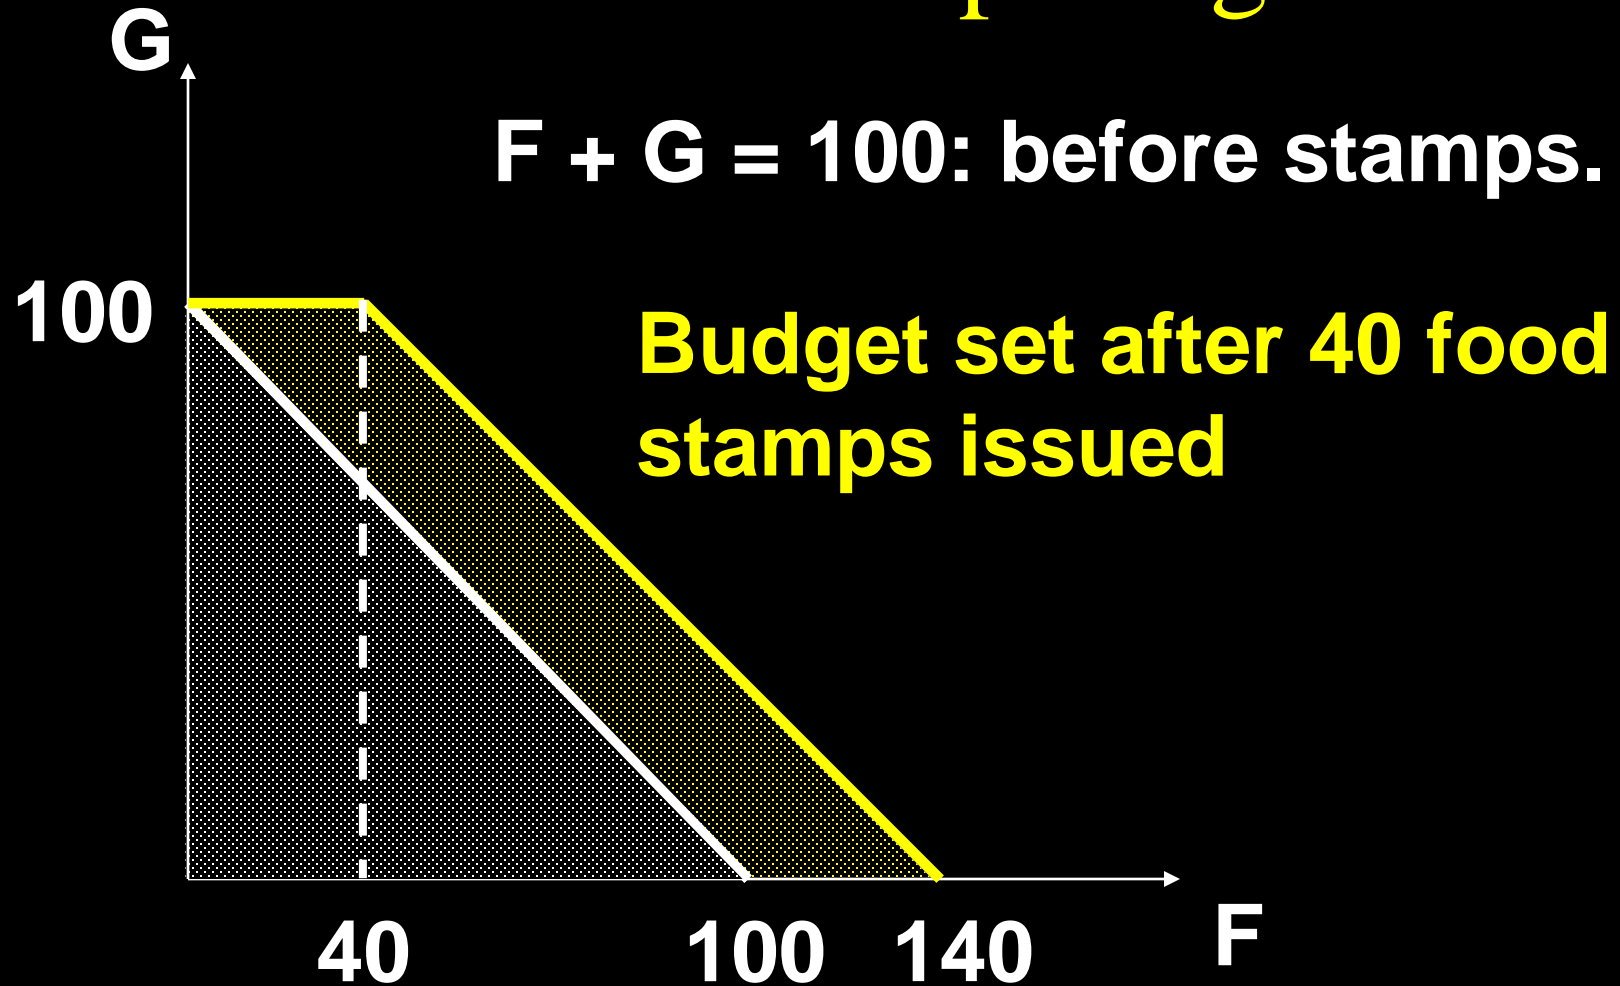 G
F + G = 100: before stamps.
100
Budget set after 40 food
stamps issued
40 100 140 F